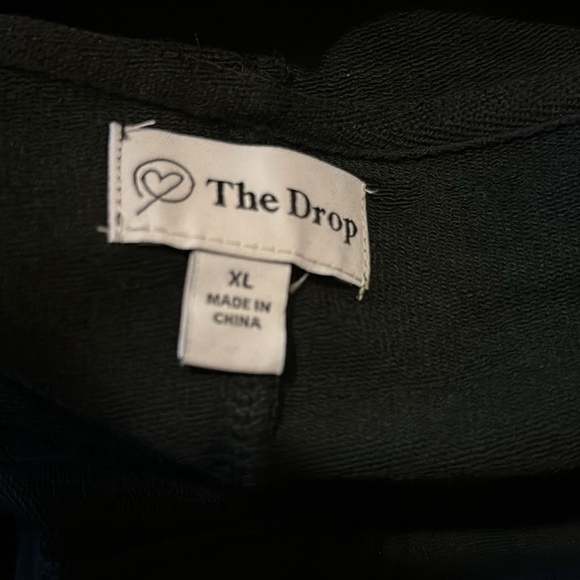 The Drop
XL
MADE IN
CHINA